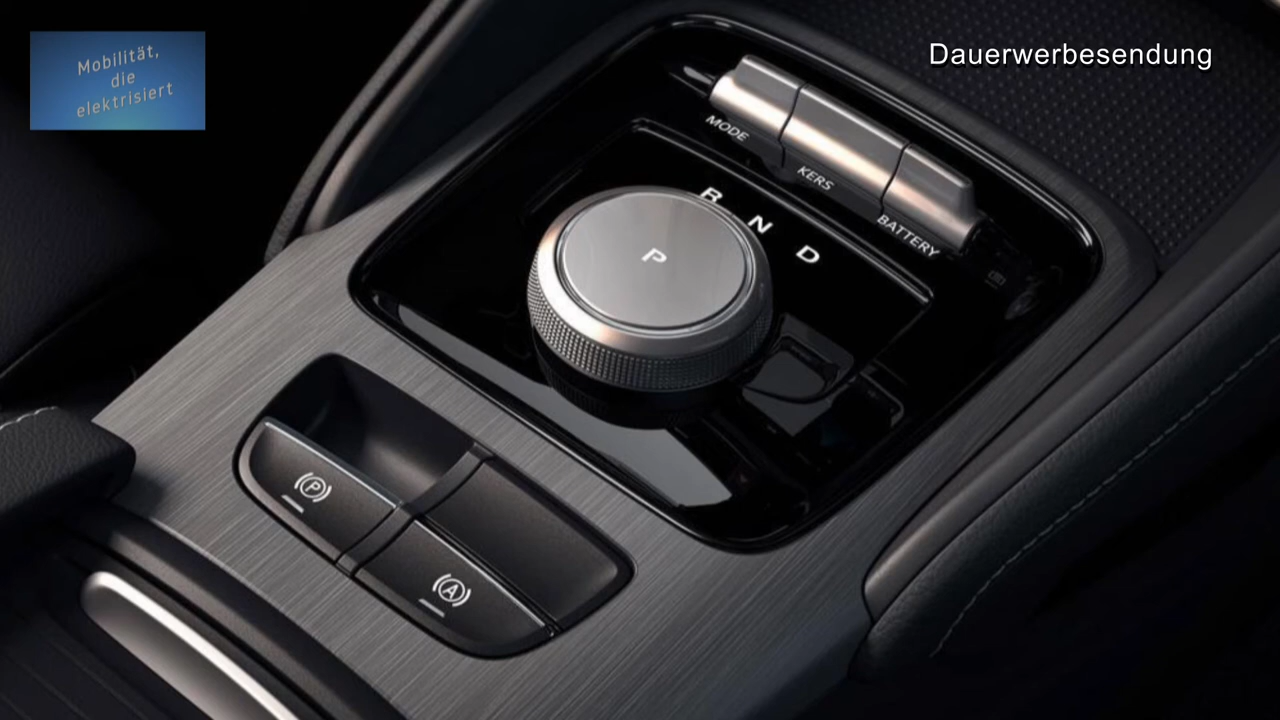 Mobilität,
die
elektrisiert
Dauerwerbesendung
MODE
KERS
BATTERY
R N D
P
P
A